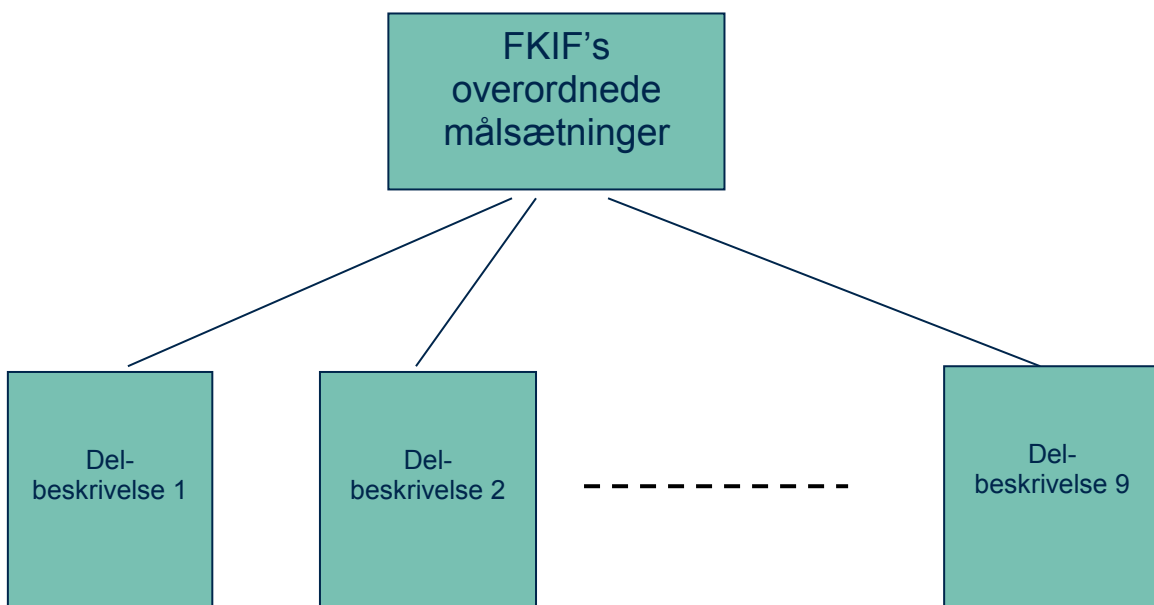 FKIF’s
overordnede
målsætninger
Del-
beskrivelse 1
Del-
beskrivelse 2
Del-
beskrivelse 9